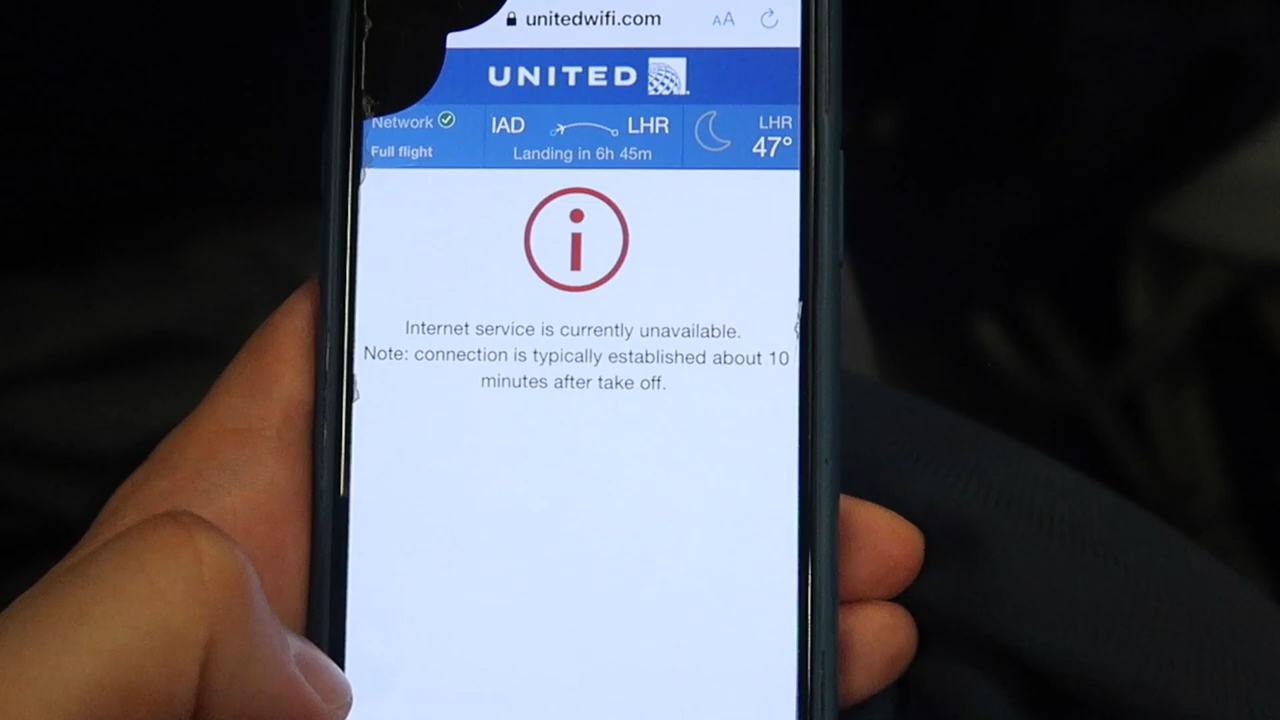 unitedwifi.com AA
UNITED
Network IAD LHR LHR
Full flight Landing in 6h 45m 47°
Internet service is currently unavailable.
Note: connection is typically established about 10
minutes after take off.